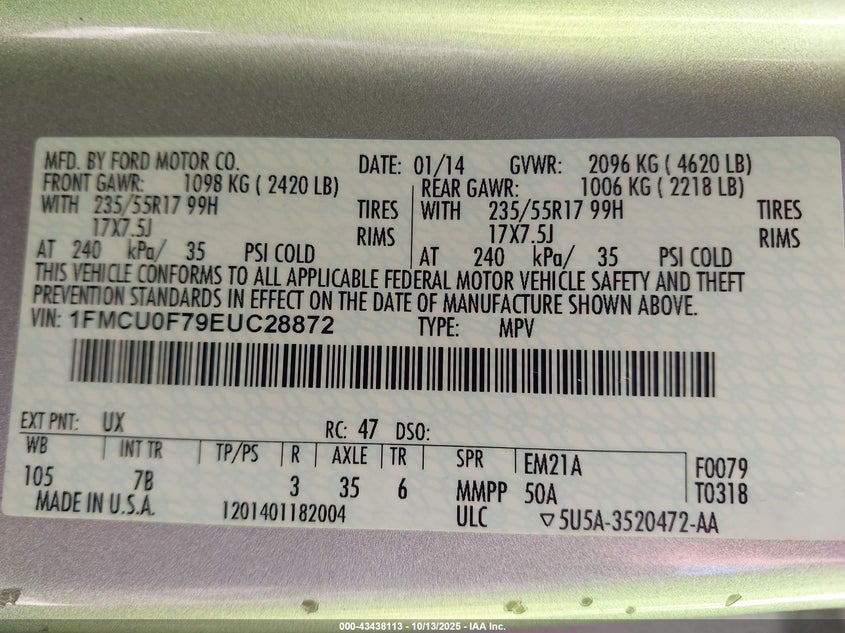 MFD. BY FORD MOTOR CO. DATE: 01/14 GVWR: 2096 KG ( 4620 LB)
FRONT GAWR: 1098 KG ( 2420 LB) REAR GAWR: 1006 KG ( 2218 LB)
WITH 235/55R17 99H TIRES WITH 235/55R17 99H TIRES
17X7.5J RIMS 17X7.5J RIMS
AT 240 kPa/ 35 PSI COLD AT 240 kPa/ 35 PSI COLD
THIS VEHICLE CONFORMS TO ALL APPLICABLE FEDERAL MOTOR VEHICLE SAFETY AND THEFT
PREVENTION STANDARDS IN EFFECT ON THE DATE OF MANUFACTURE SHOWN ABOVE.
VIN: 1FMCU0F79EUC28872 TYPE: MPV
EXT PNT: UX RC: 47 DSO:
WB INT TR TP/PS R AXLE TR SPR EM21A F0079
105 7B 3 35 6 MMPP 50A T0318
MADE IN U.S.A. 1201401182004 ULC ▽5U5A-3520472-AA
000-43438113 - 10/13/2025 - IAA Inc.